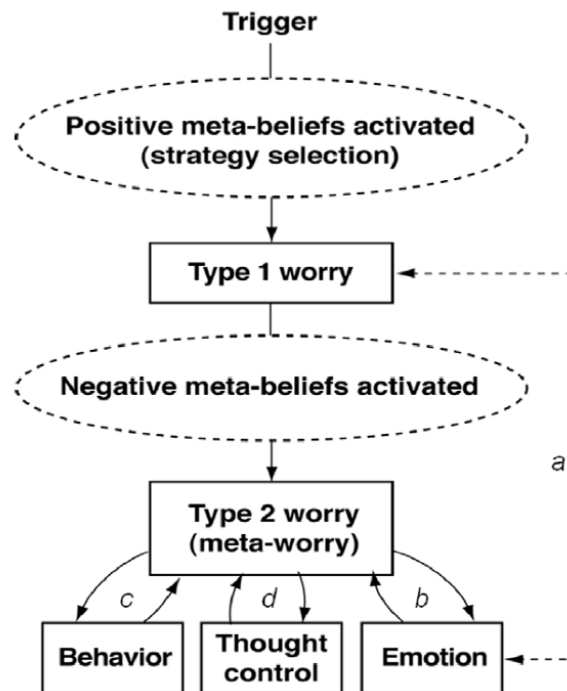 Trigger
Positive meta-beliefs activated
(strategy selection)
Type 1 worry
Negative meta-beliefs activated
a
Type 2 worry
(meta-worry)
c
d
b
Behavior
Thought
control
Emotion